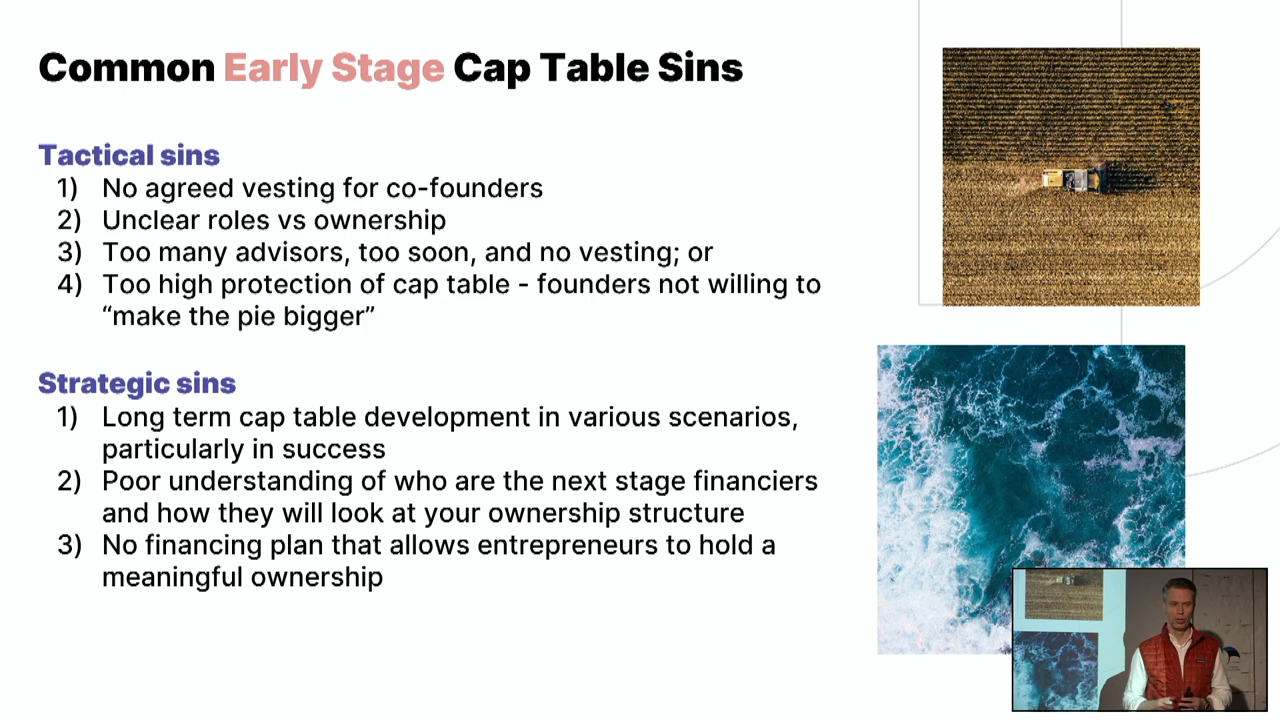 Common Early Stage Cap Table Sins
Tactical sins
1) No agreed vesting for co-founders
2) Unclear roles vs ownership
3) Too many advisors, too soon, and no vesting; or
4) Too high protection of cap table - founders not willing to
“make the pie bigger”
Strategic sins
1) Long term cap table development in various scenarios,
particularly in success
2) Poor understanding of who are the next stage financiers
and how they will look at your ownership structure
3) No financing plan that allows entrepreneurs to hold a
meaningful ownership